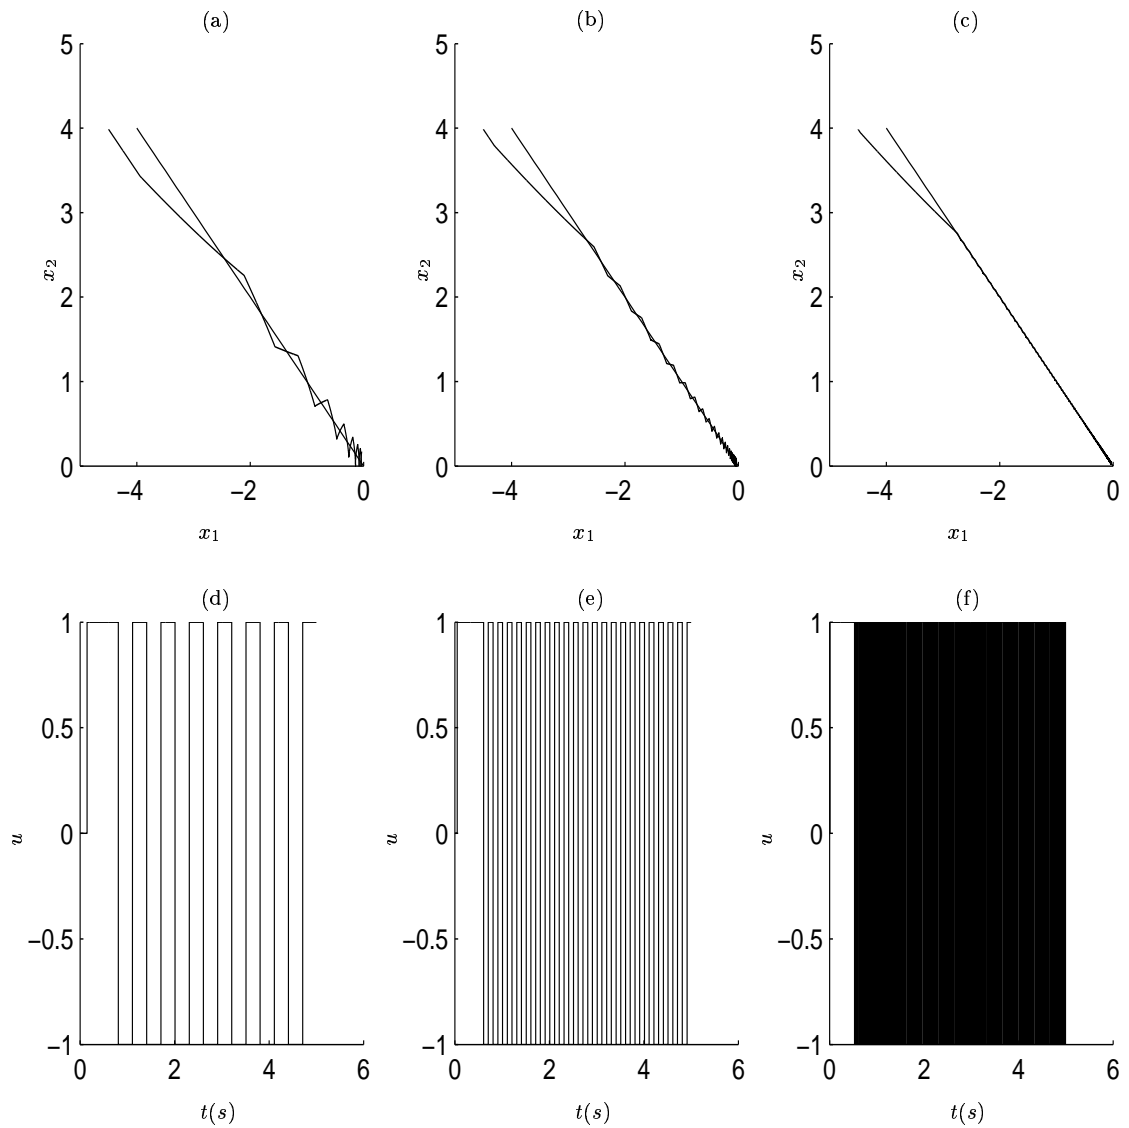 (a) (b) (c)
5 5 5
4 4 4
3 3 3
x2 x2 x2
2 2 2
1 1 1
0 0 0
−4 −2 0 −4 −2 0 −4 −2 0
x1 x1 x1
(d) (e) (f)
1 1 1
0.5 0.5 0.5
0 0 0
u u u
−0.5 −0.5 −0.5
−1 −1 −1
0 2 4 6 0 2 4 6 0 2 4 6
t(s) t(s) t(s)